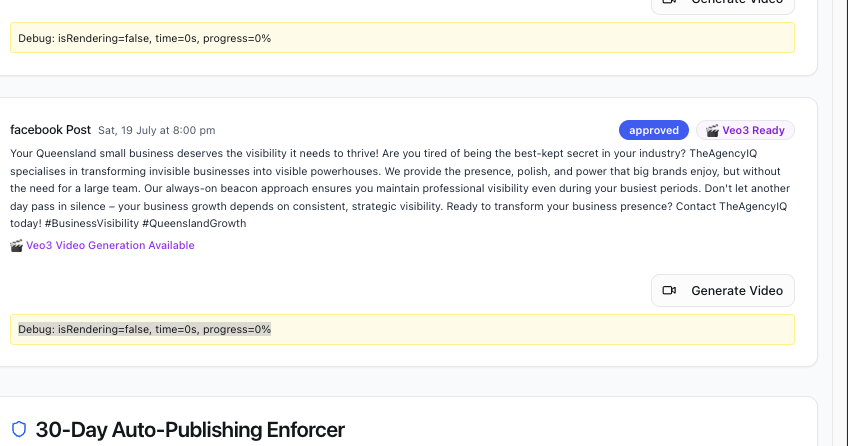 Generate Video
Debug: isRendering=false, time=0s, progress=0%
facebook Post Sat, 19 July at 8:00 pm approved 🎬 Veo3 Ready
Your Queensland small business deserves the visibility it needs to thrive! Are you tired of being the best-kept secret in your industry? TheAgencyIQ
specialises in transforming invisible businesses into visible powerhouses. We provide the presence, polish, and power that big brands enjoy, but without
the need for a large team. Our always-on beacon approach ensures you maintain professional visibility even during your busiest periods. Don't let another
day pass in silence – your business growth depends on consistent, strategic visibility. Ready to transform your business presence? Contact TheAgencyIQ
today! #BusinessVisibility #QueenslandGrowth
🎬 Veo3 Video Generation Available
Generate Video
Debug: isRendering=false, time=0s, progress=0%
30-Day Auto-Publishing Enforcer